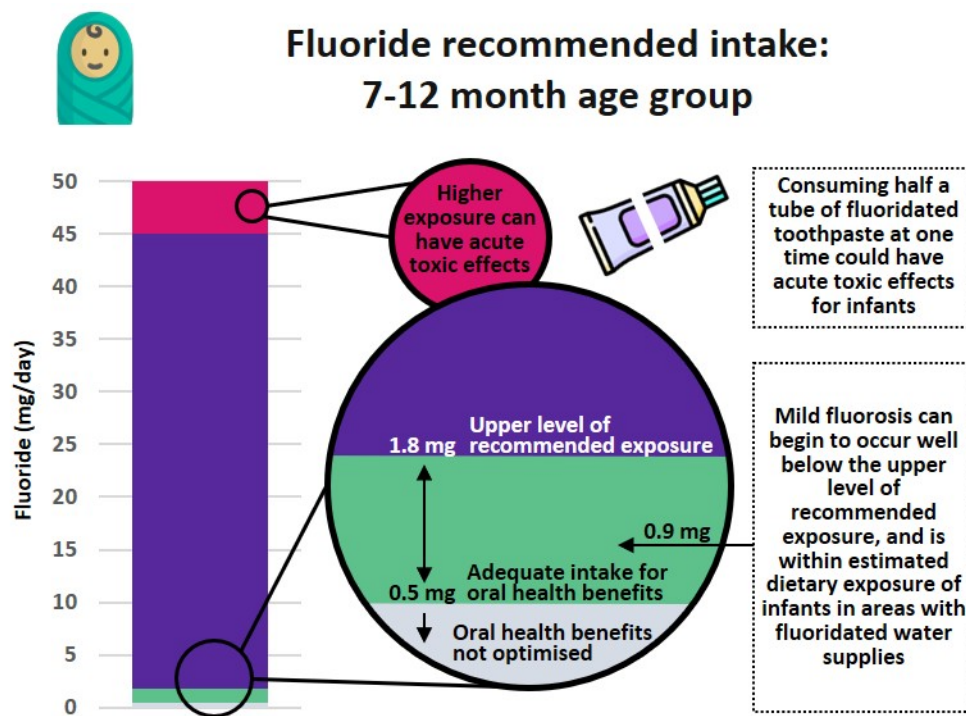 Fluoride recommended intake:
7-12 month age group
Fluoride (mg/day)
50
45
40
35
30
25
20
15
10
5
0
Higher
exposure can
have acute
toxic effects
Consuming half a
tube of fluoridated
toothpaste at one
time could have
acute toxic effects
for infants
Upper level of
1.8 mg recommended exposure
0.9 mg
Adequate intake for
0.5 mg oral health benefits
Oral health benefits
not optimised
Mild fluorosis can
begin to occur well
below the upper
level of
recommended
exposure, and is
within estimated
dietary exposure of
infants in areas with
fluoridated water
supplies